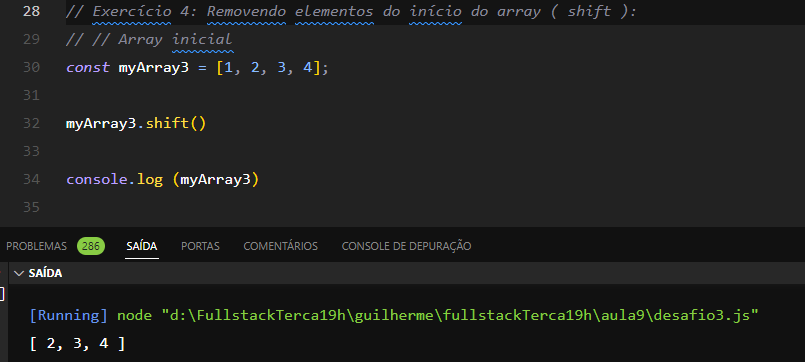 28 // Exercício 4: Removendo elementos do início do array ( shift ):
29 // // Array inicial
30 const myArray3 = [1, 2, 3, 4];
31
32 myArray3.shift()
33
34 console.log (myArray3)
35
PROBLEMAS 286 SAÍDA PORTAS COMENTÁRIOS CONSOLE DE DEPURAÇÃO
SAÍDA
[Running] node "d:\FullstackTerca19h\guilherme\fullstackTerca19h\aula9\desafio3.js"
[ 2, 3, 4 ]